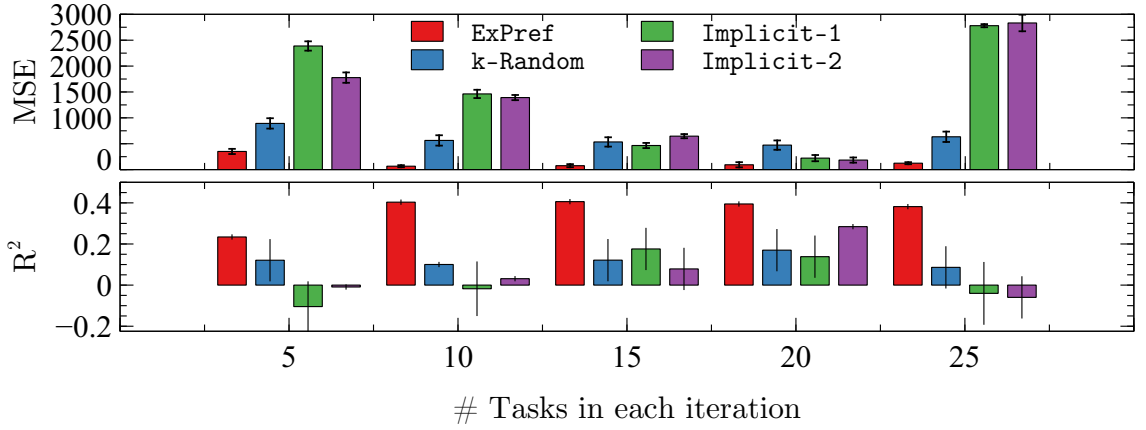 3000
2500
2000
1500
1000
0
MSE
ExPref
k-Random
Implicit-1
Implicit-2
0.4
0.2
0
−0.2
R²
5
10
15
20
25
# Tasks in each iteration